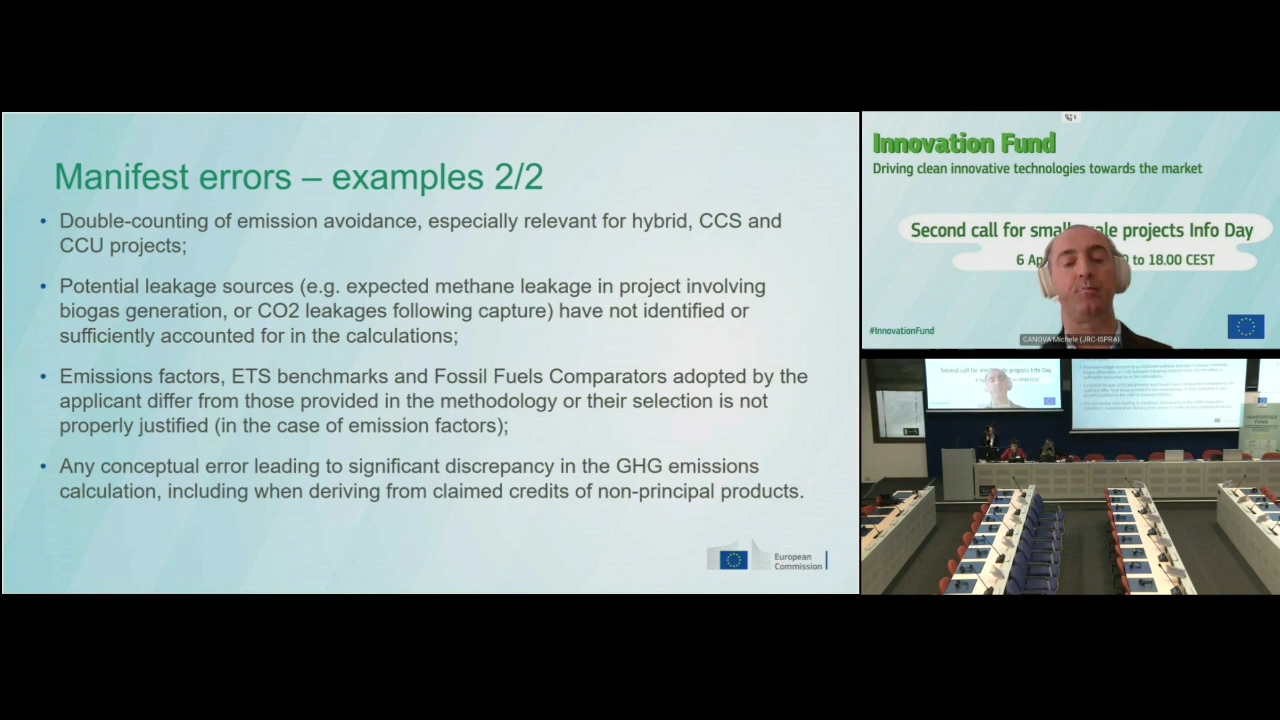 Manifest errors – examples 2/2
• Double-counting of emission avoidance, especially relevant for hybrid, CCS and
CCU projects;
• Potential leakage sources (e.g. expected methane leakage in project involving
biogas generation, or CO2 leakages following capture) have not identified or
sufficiently accounted for in the calculations;
• Emissions factors, ETS benchmarks and Fossil Fuels Comparators adopted by the
applicant differ from those provided in the methodology or their selection is not
properly justified (in the case of emission factors);
• Any conceptual error leading to significant discrepancy in the GHG emissions
calculation, including when deriving from claimed credits of non-principal products.
European
Commission
Innovation Fund
Driving clean innovative technologies towards the market
Second call for projects Info Day
6 to 18.00 CEST
#InnovationFund
CANOVA Michele (JRC-ISPRA)
Second call for projects Info Day